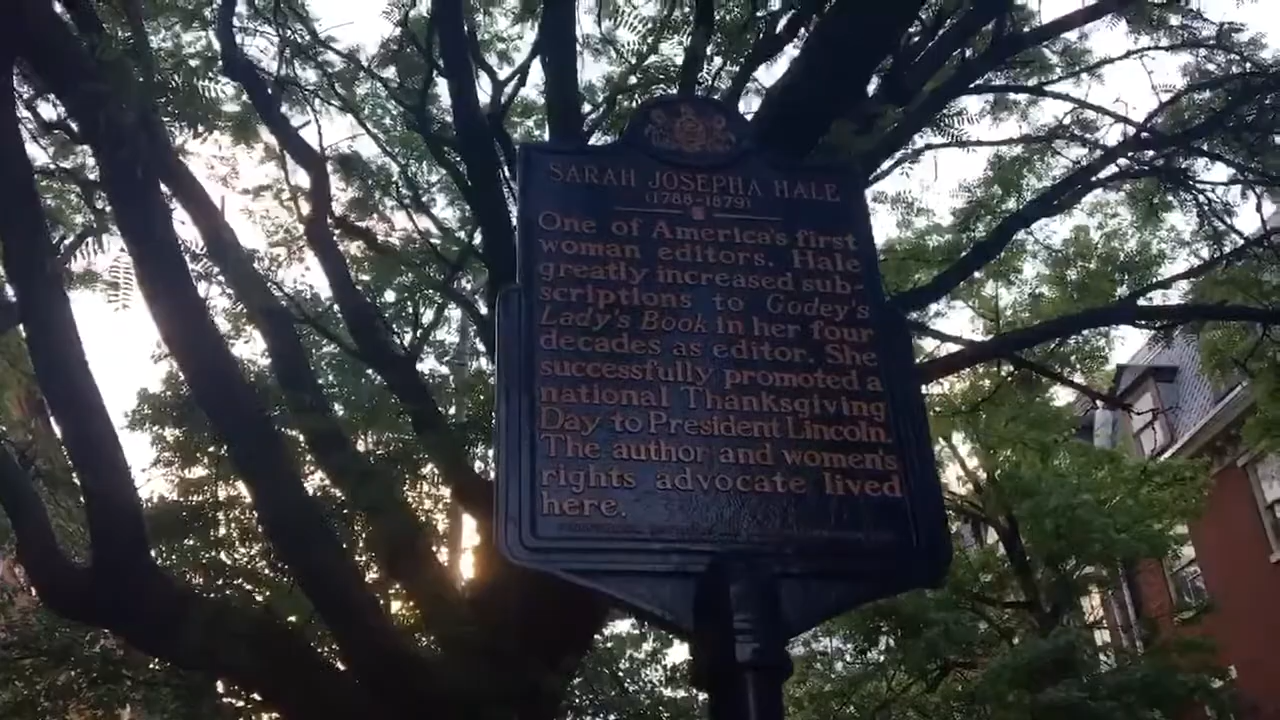 SARAH JOSEPHA HALE
(1788-1879)
One of America's first
woman editors. Hale
greatly increased sub-
scriptions to Godey's
Lady's Book in her four
decades as editor. She
successfully promoted a
national Thanksgiving
Day to President Lincoln.
The author and women's
rights advocate lived
here.